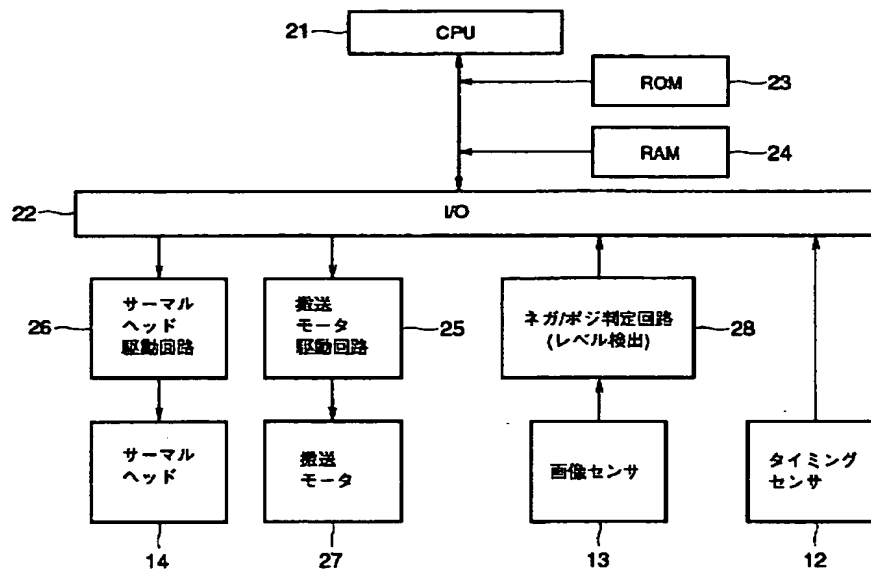 21
CPU
ROM
23
RAM
24
22
I/O
26
サーマル
ヘッド
駆動回路
搬送
モータ
駆動回路
25
ネガ/ポジ判定回路
(レベル検出)
28
サーマル
ヘッド
搬送
モータ
画像センサ
タイミング
センサ
14
27
13
12